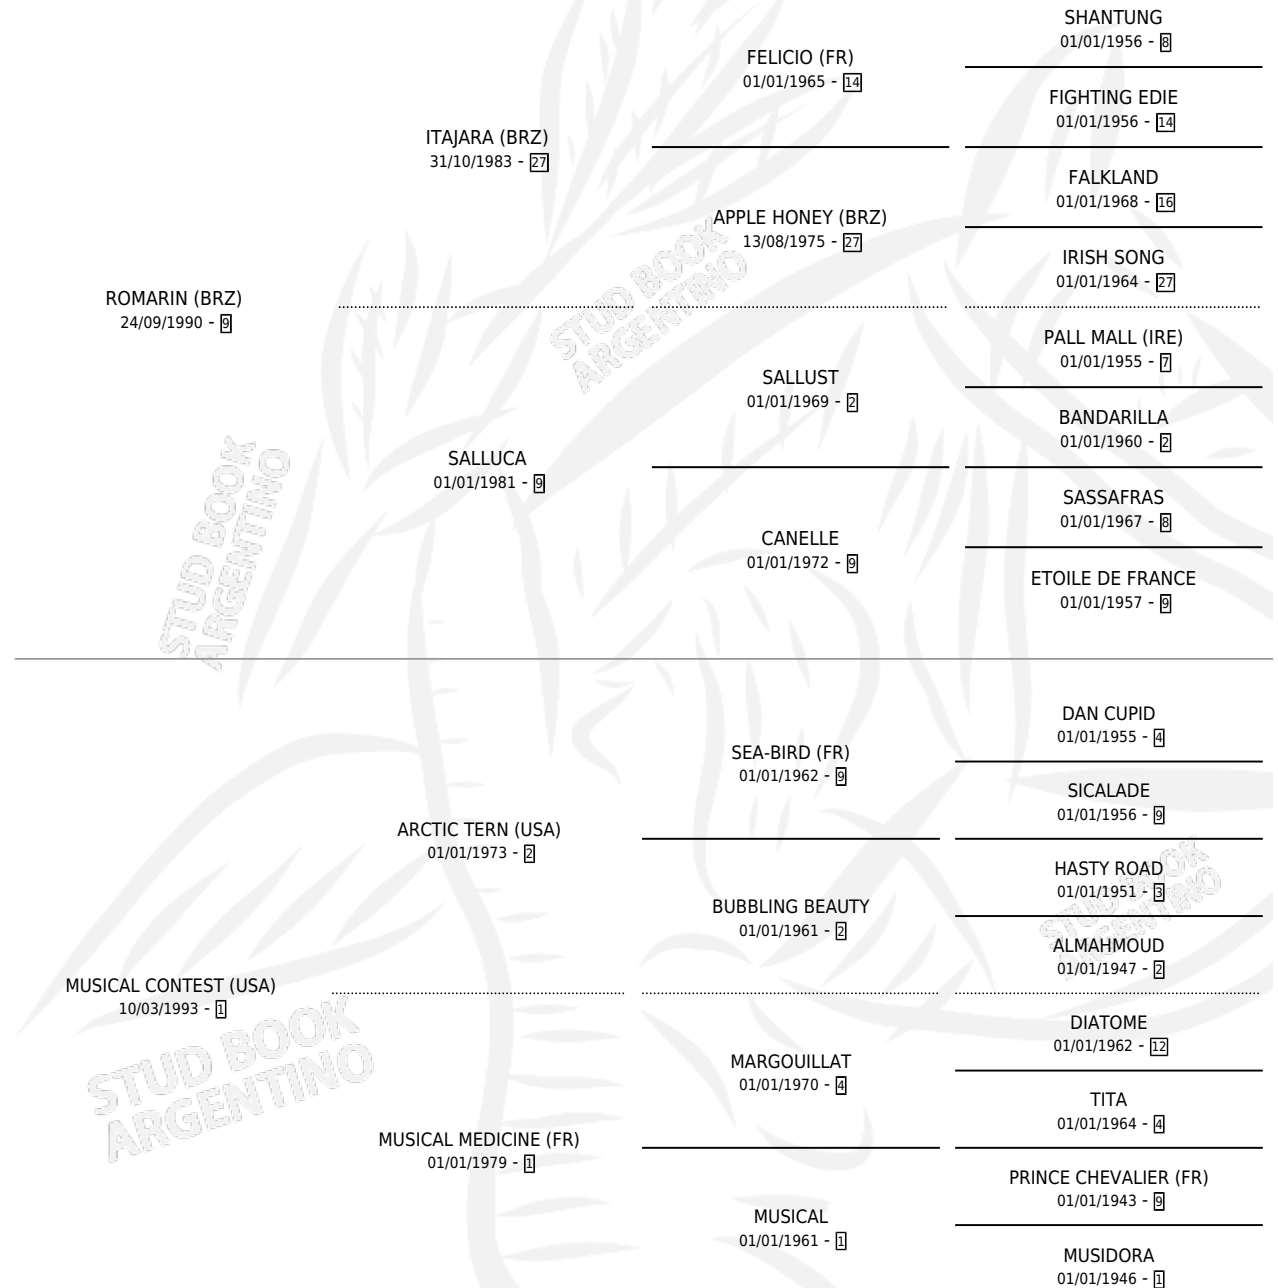 SHANTUNG
01/01/1956 - 8
FELICIO (FR)
01/01/1965 - 14
FIGHTING EDIE
01/01/1956 - 14
ITAJARA (BRZ)
31/10/1983 - 27
FALKLAND
01/01/1968 - 16
APPLE HONEY (BRZ)
13/08/1975 - 27
IRISH SONG
01/01/1964 - 27
ROMARIN (BRZ)
24/09/1990 - 9
STUD BOOK
ARGENTINO
PALL MALL (IRE)
01/01/1955 - 7
SALLUST
01/01/1969 - 2
BANDARILLA
01/01/1960 - 2
SALLUCA
01/01/1981 - 9
SASSAFRAS
01/01/1967 - 8
CANELLE
01/01/1972 - 9
ETOILE DE FRANCE
01/01/1957 - 9
STUD BOOK
ARGENTINO
DAN CUPID
01/01/1955 - 4
SEA-BIRD (FR)
01/01/1962 - 9
SICALADE
01/01/1956 - 9
ARCTIC TERN (USA)
01/01/1973 - 2
HASTY ROAD
01/01/1951 - 3
BUBBLING BEAUTY
01/01/1961 - 2
STUD BOOK
ARGENTINO
ALMAHMOUD
01/01/1947 - 2
MUSICAL CONTEST (USA)
10/03/1993 - 1
STUD BOOK
ARGENTINO
DIATOME
01/01/1962 - 12
MARGOUILLAT
01/01/1970 - 4
TITA
01/01/1964 - 4
MUSICAL MEDICINE (FR)
01/01/1979 - 1
PRINCE CHEVALIER (FR)
01/01/1943 - 9
MUSICAL
01/01/1961 - 1
MUSIDORA
01/01/1946 - 1